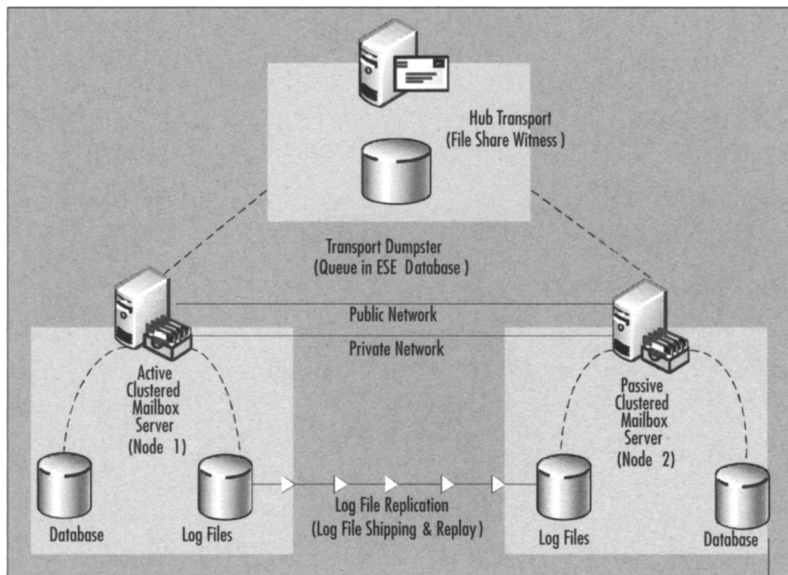 Hub Transport
(File Share Witness)
Transport Dumpster
(Queue in ESE Database)
Public Network
Private Network
Active
Clustered
Mailbox
Server
(Node 1)
Passive
Clustered
Mailbox
Server
(Node 2)
Log File Replication
(Log File Shipping & Replay)
Database
Log Files
Log Files
Database